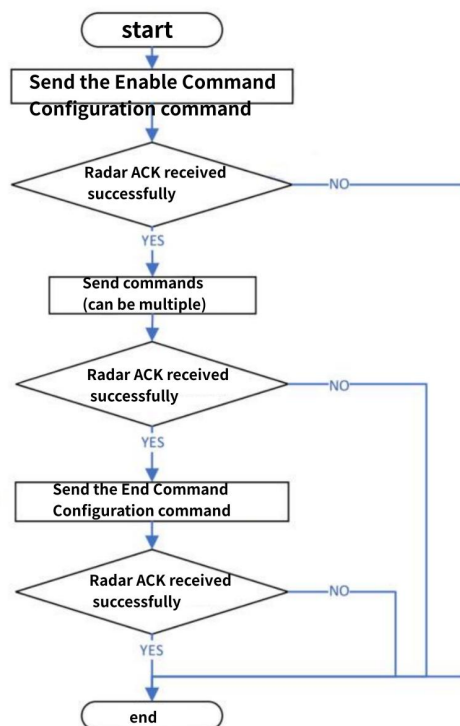 start
Send the Enable Command
Configuration command
Radar ACK received
successfully
NO
YES
Send commands
(can be multiple)
Radar ACK received
successfully
NO
YES
Send the End Command
Configuration command
Radar ACK received
successfully
NO
YES
end